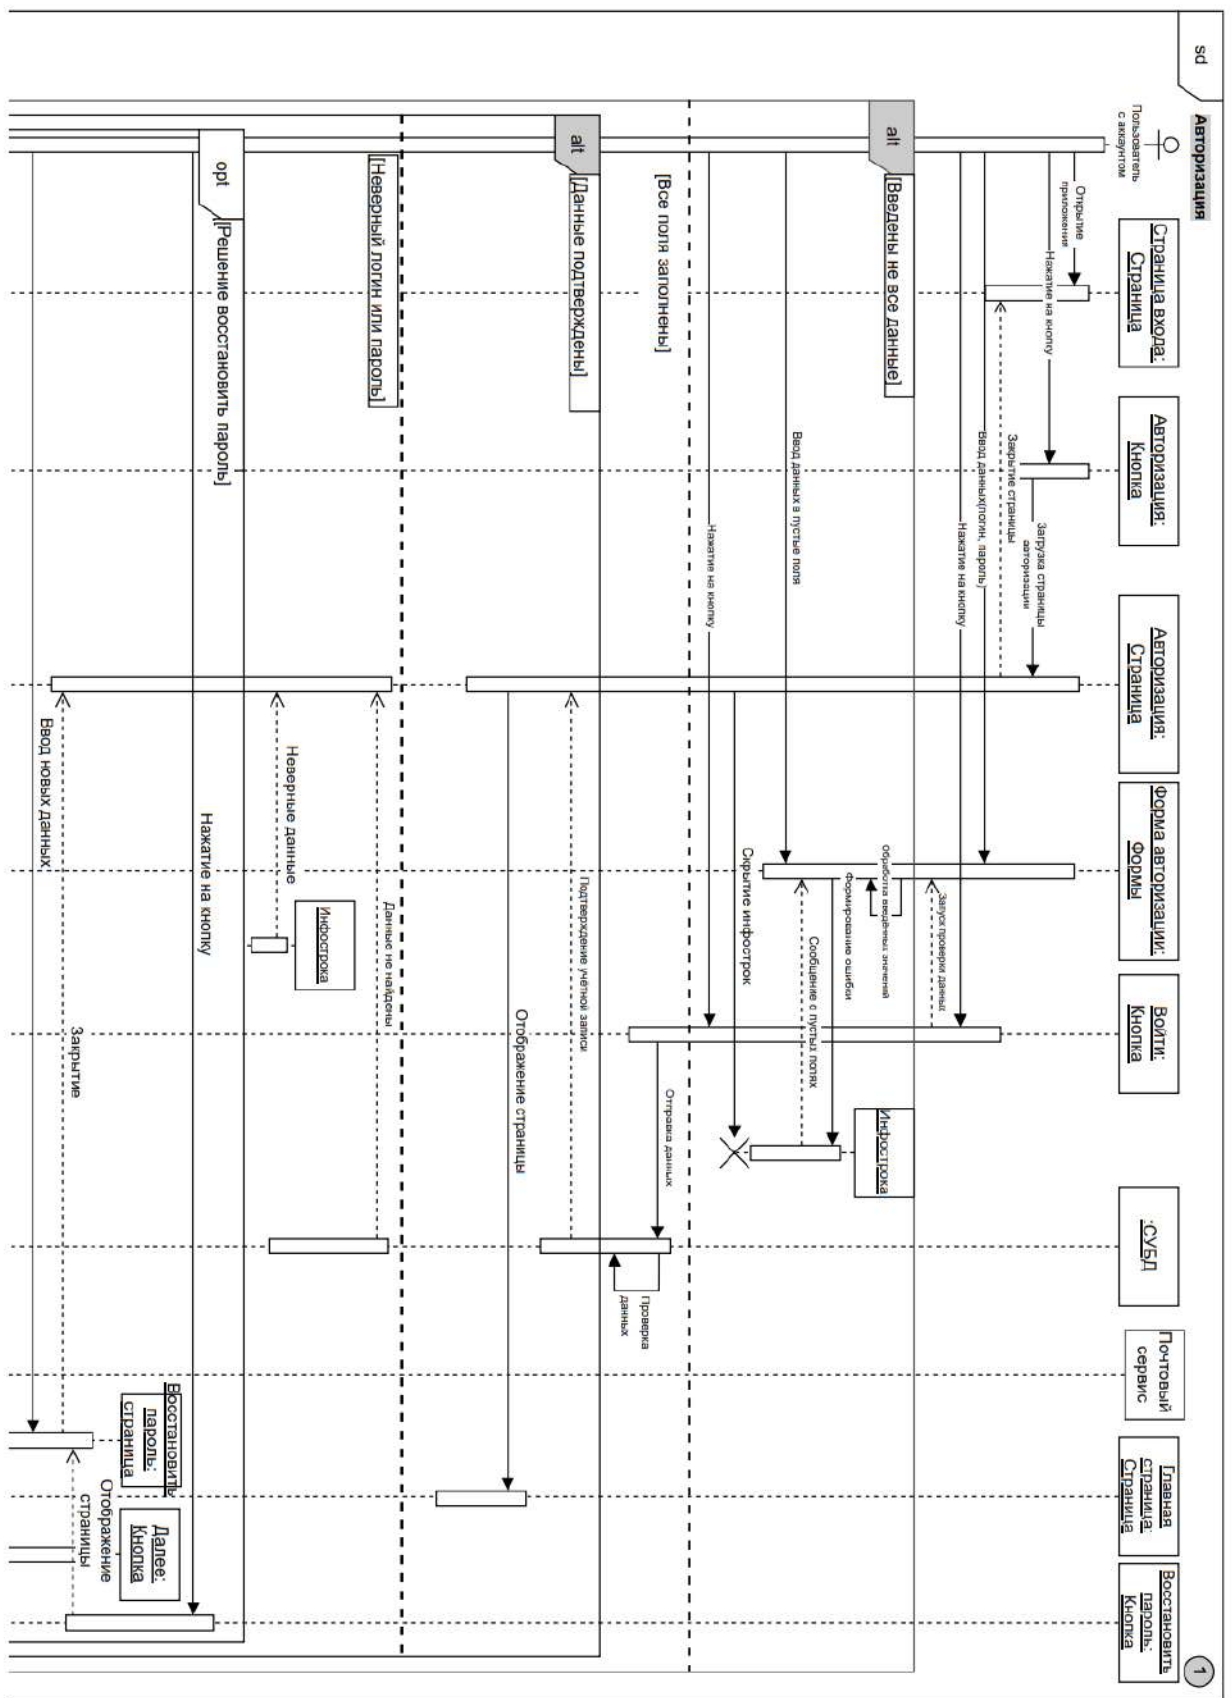 sd
Авторизация
1
Пользователь
с аккаунтом
Страница входа:
Страница
Авторизация:
Кнопка
Авторизация:
Страница
Форма авторизации:
Формы
Войти:
Кнопка
:СУБД
Почтовый
сервис
Главная
страница:
Страница
Восстановить
пароль:
Кнопка
Открытие
приложения
Нажатие на кнопку
Загрузка страницы
авторизации
Закрытие страницы
Ввод данных(логин, пароль)
Нажатие на кнопку
Запуск проверки данных
alt
[Введены не все данные]
Обработка введённых значений
Инфострока
Формирование ошибки
Сообщение о пустых полях
Ввод данных в пустые поля
Скрытие инфострок
Нажатие на кнопку
[Все поля заполнены]
Отправка данных
Проверка
данных
alt
[Данные подтверждены]
Подтверждение учётной записи
Отображение страницы
[Неверный логин или пароль]
Данные не найдены
Инфострока
Неверные данные
opt
[Решение восстановить пароль]
Нажатие на кнопку
Восстановить
пароль:
страница
Далее:
Кнопка
Отображение
страницы
Закрытие
Ввод новых данных